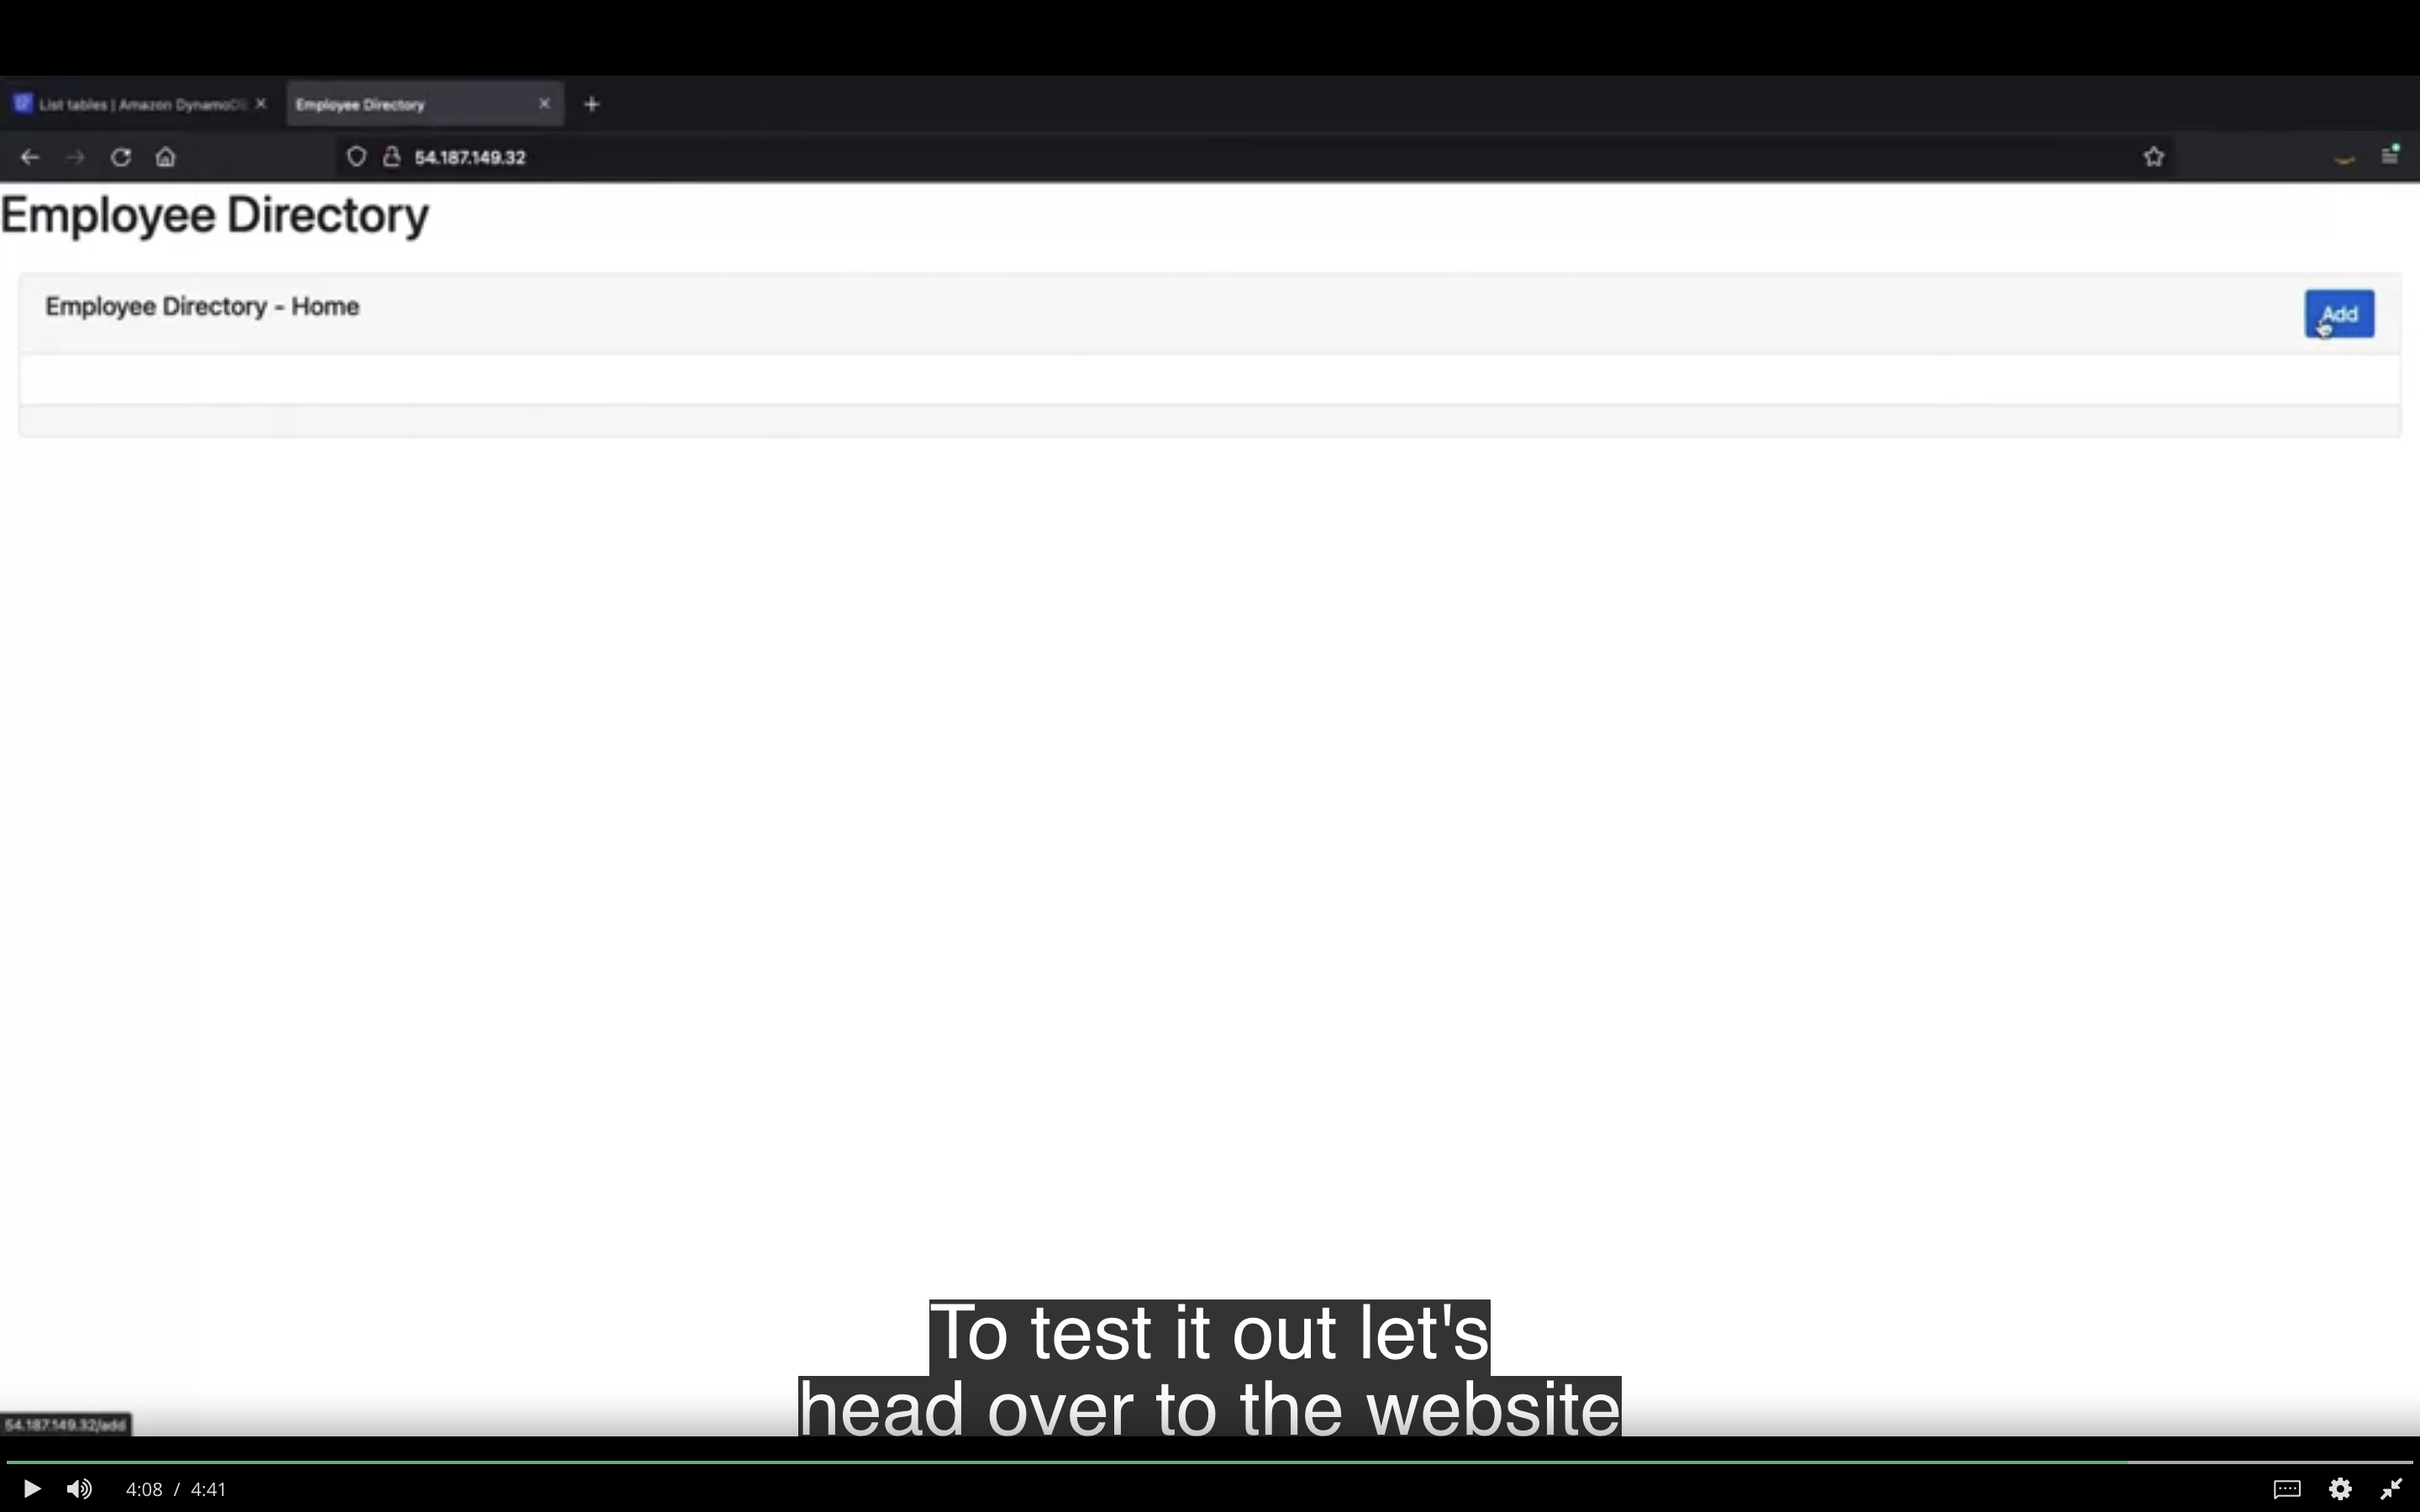 List tables | Amazon DynamoDB
Employee Directory
54.187.149.32
Employee Directory
Employee Directory - Home
Add
To test it out let's
head over to the website
54.187.149.32/add
4:08 / 4:41